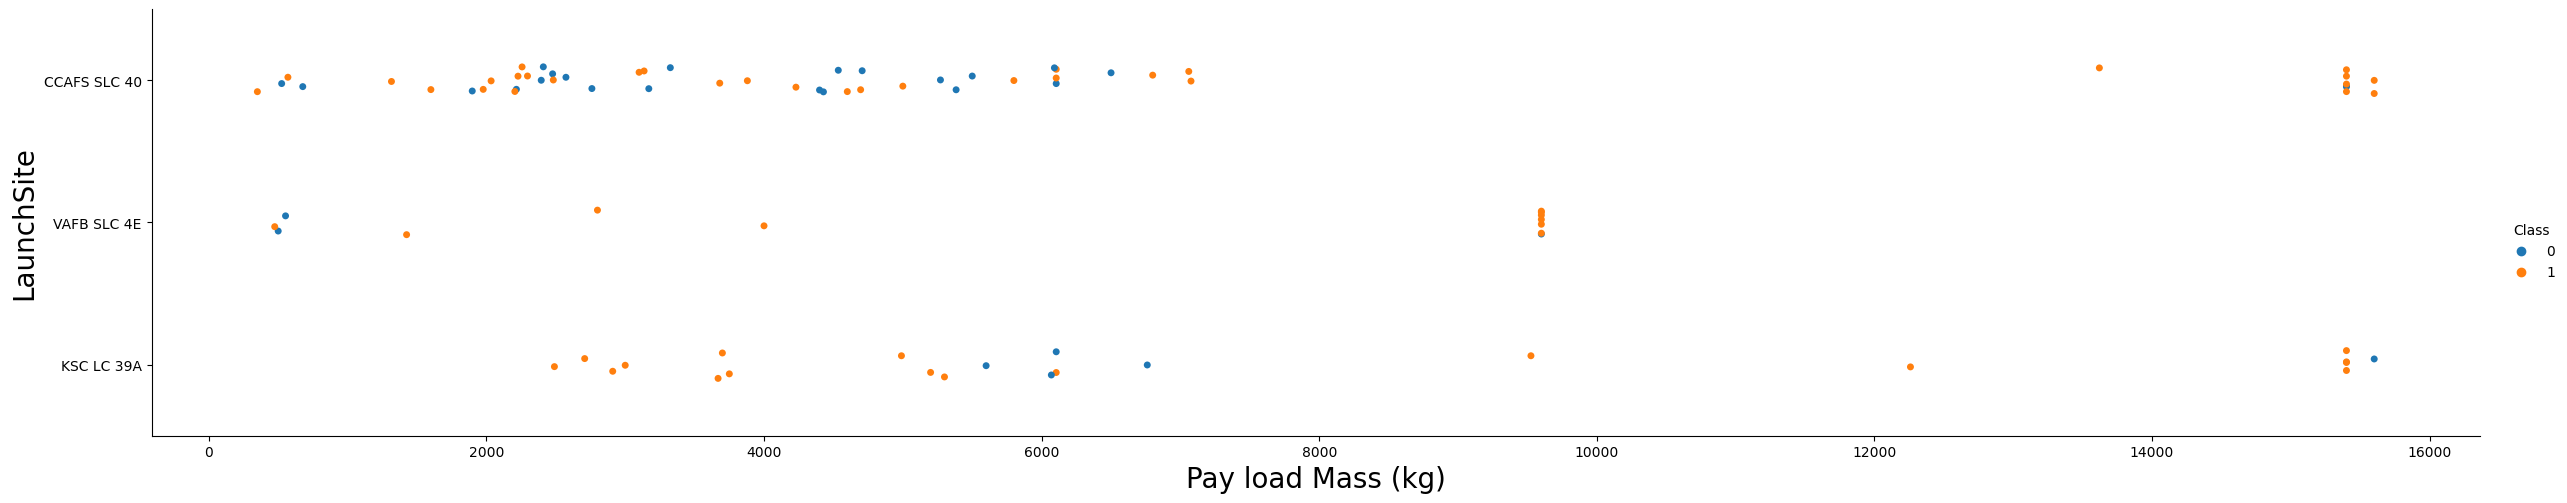 LaunchSite
CCAFS SLC 40
VAFB SLC 4E
KSC LC 39A
0 2000 4000 6000 8000 10000 12000 14000 16000
Pay load Mass (kg)
Class
0
1